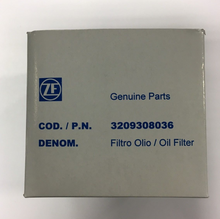 ZF
Genuine Parts
COD. / P.N. 3209308036
DENOM. Filtro Olio / Oil Filter